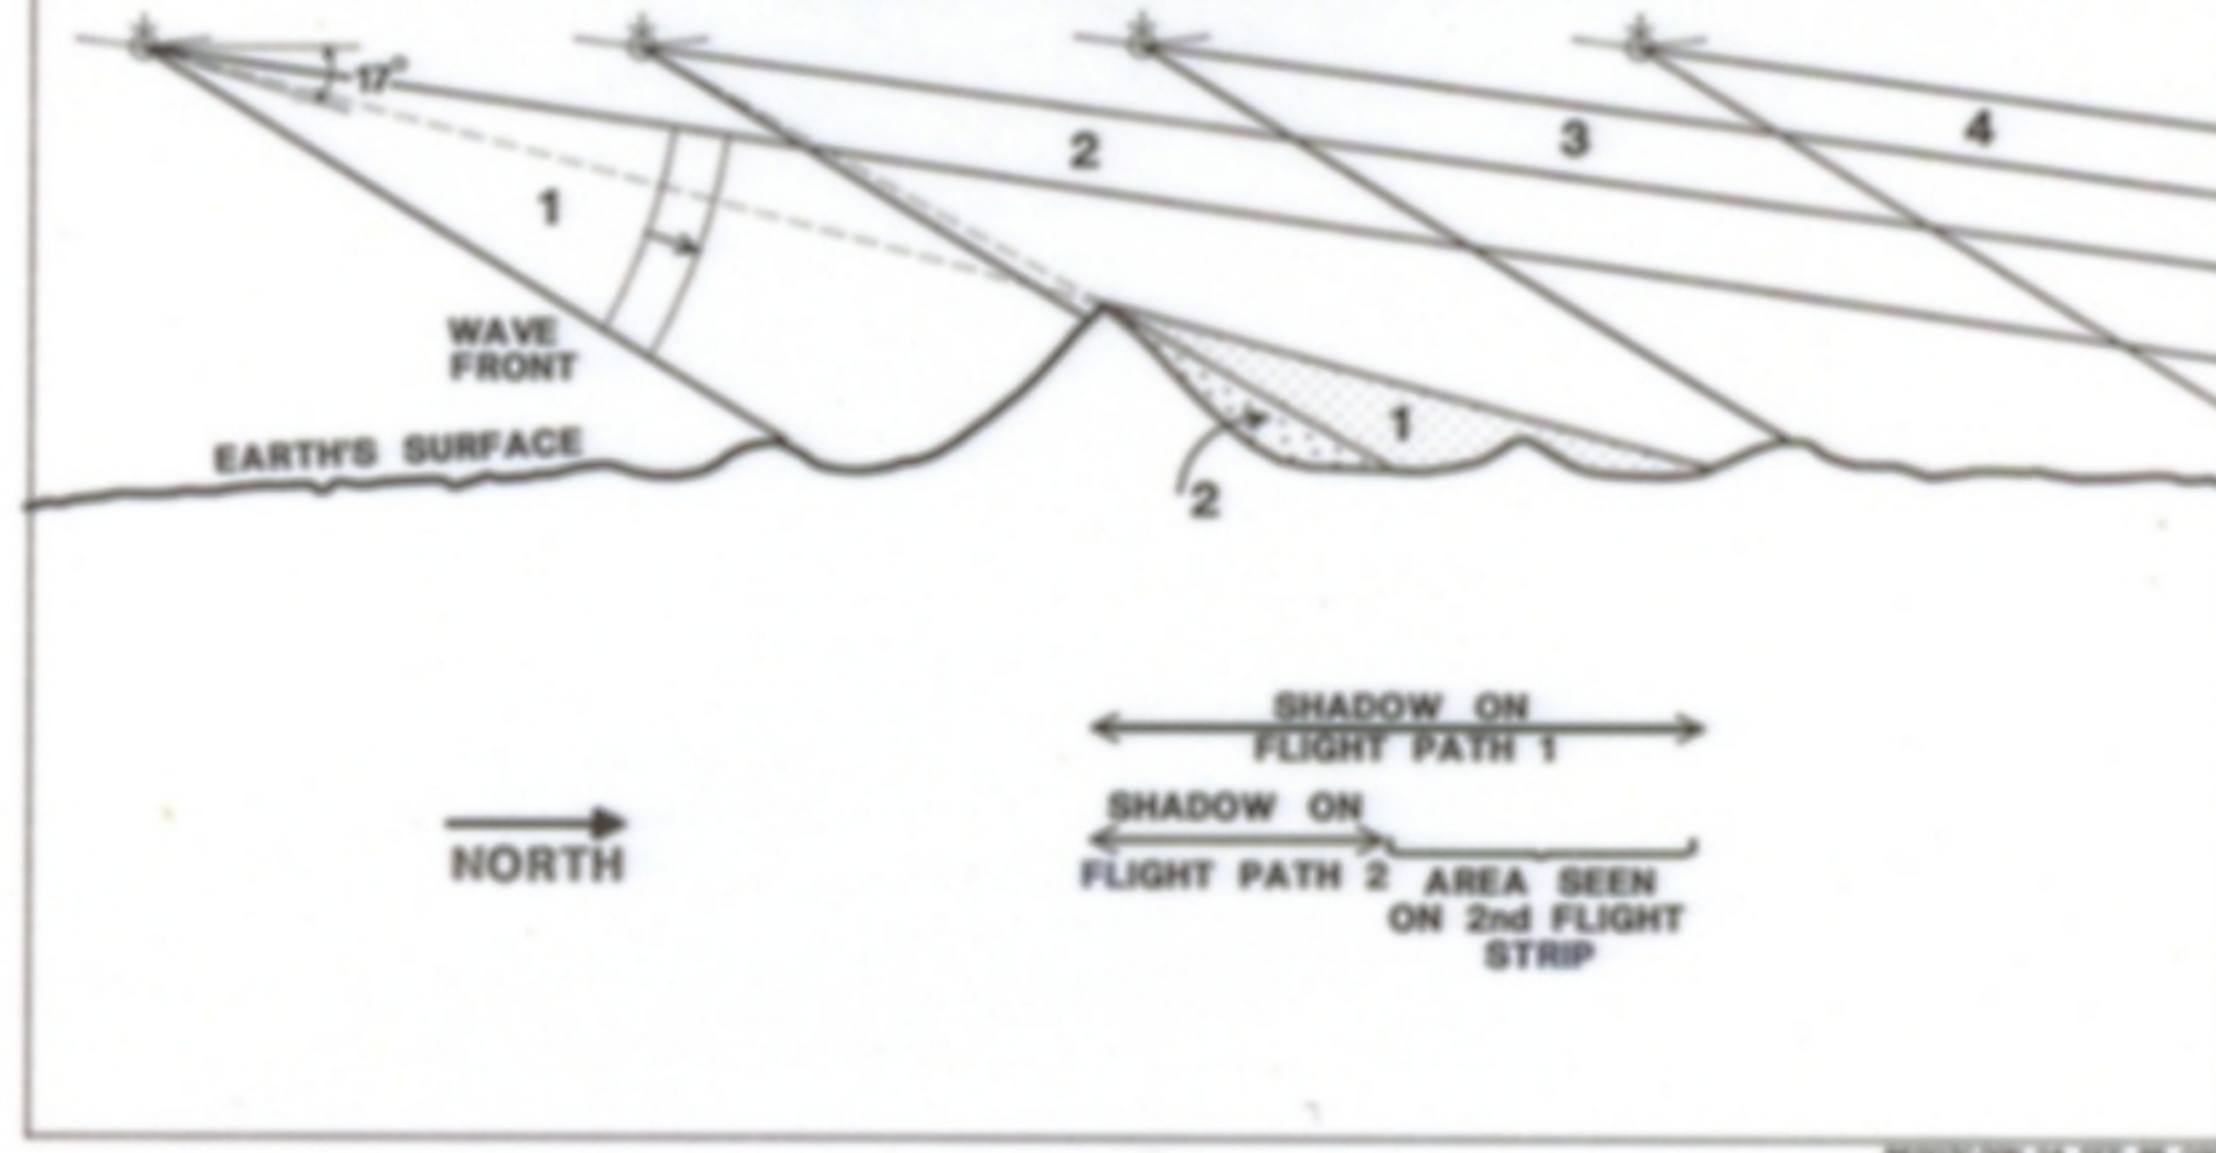 17°
1
2
3
4
WAVE
FRONT
EARTH'S SURFACE
1
2
SHADOW ON
FLIGHT PATH 1
SHADOW ON
FLIGHT PATH 2
AREA SEEN
ON 2nd FLIGHT
STRIP
NORTH